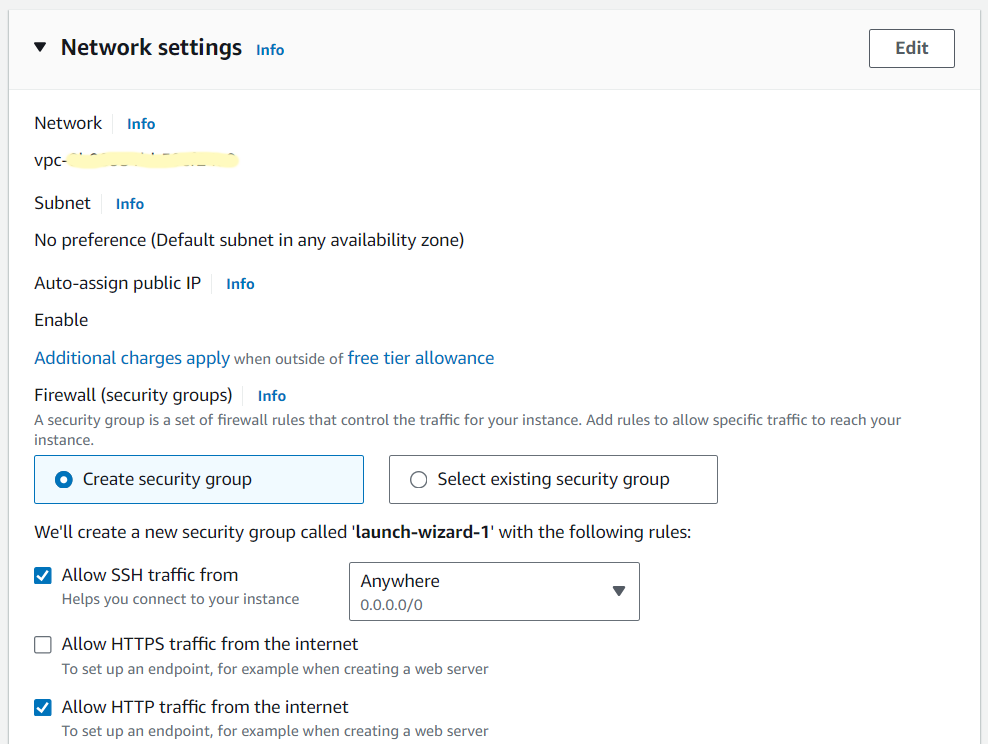 Network settings Info Edit
Network Info
vpc-
Subnet Info
No preference (Default subnet in any availability zone)
Auto-assign public IP Info
Enable
Additional charges apply when outside of free tier allowance
Firewall (security groups) Info
A security group is a set of firewall rules that control the traffic for your instance. Add rules to allow specific traffic to reach your
instance.
Create security group Select existing security group
We'll create a new security group called 'launch-wizard-1' with the following rules:
Allow SSH traffic from Anywhere
Helps you connect to your instance 0.0.0.0/0
Allow HTTPS traffic from the internet
To set up an endpoint, for example when creating a web server
Allow HTTP traffic from the internet
To set up an endpoint, for example when creating a web server